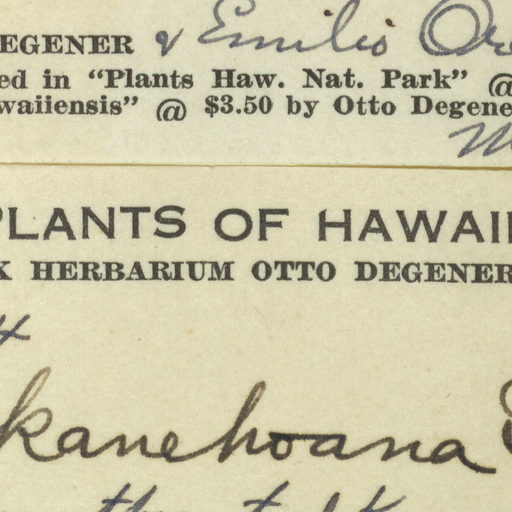 EGENER & Emilio Or
ed in "Plants Haw. Nat. Park" @
waiiensis" @ $3.50 by Otto Degene
PLANTS OF HAWAII
X HERBARIUM OTTO DEGENER
kanehoana